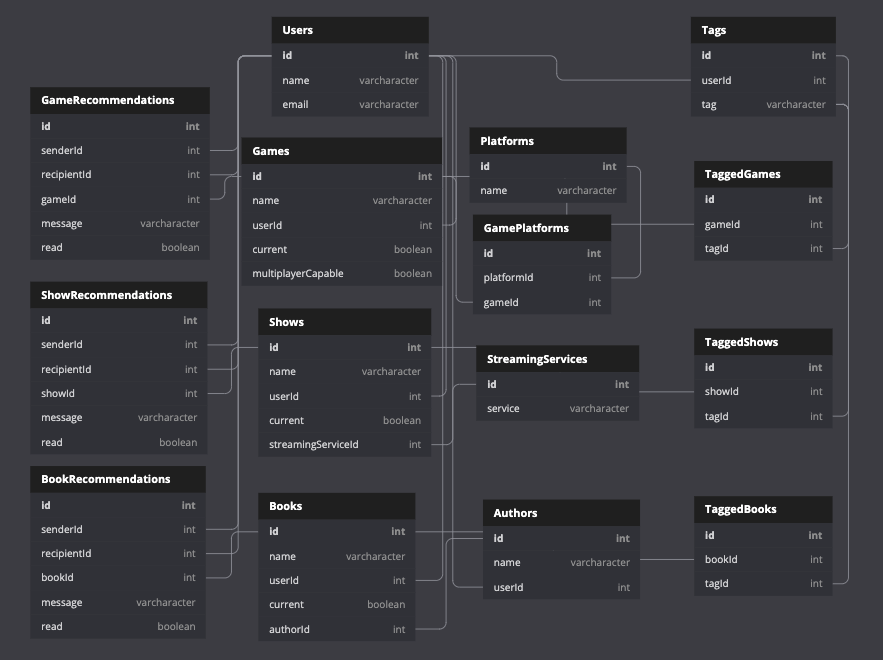 Users
id int
name varcharacter
email varcharacter
Tags
id int
userId int
tag varcharacter
GameRecommendations
id int
senderId int
recipientId int
gameId int
message varcharacter
read boolean
Games
id int
name varcharacter
userId int
current boolean
multiplayerCapable boolean
Platforms
id int
name varcharacter
GamePlatforms
id int
platformId int
gameId int
TaggedGames
id int
gameId int
tagId int
ShowRecommendations
id int
senderId int
recipientId int
showId int
message varcharacter
read boolean
Shows
id int
name varcharacter
userId int
current boolean
streamingServiceId int
StreamingServices
id int
service varcharacter
TaggedShows
id int
showId int
tagId int
BookRecommendations
id int
senderId int
recipientId int
bookId int
message varcharacter
read boolean
Books
id int
name varcharacter
userId int
current boolean
authorId int
Authors
id int
name varcharacter
userId int
TaggedBooks
id int
bookId int
tagId int